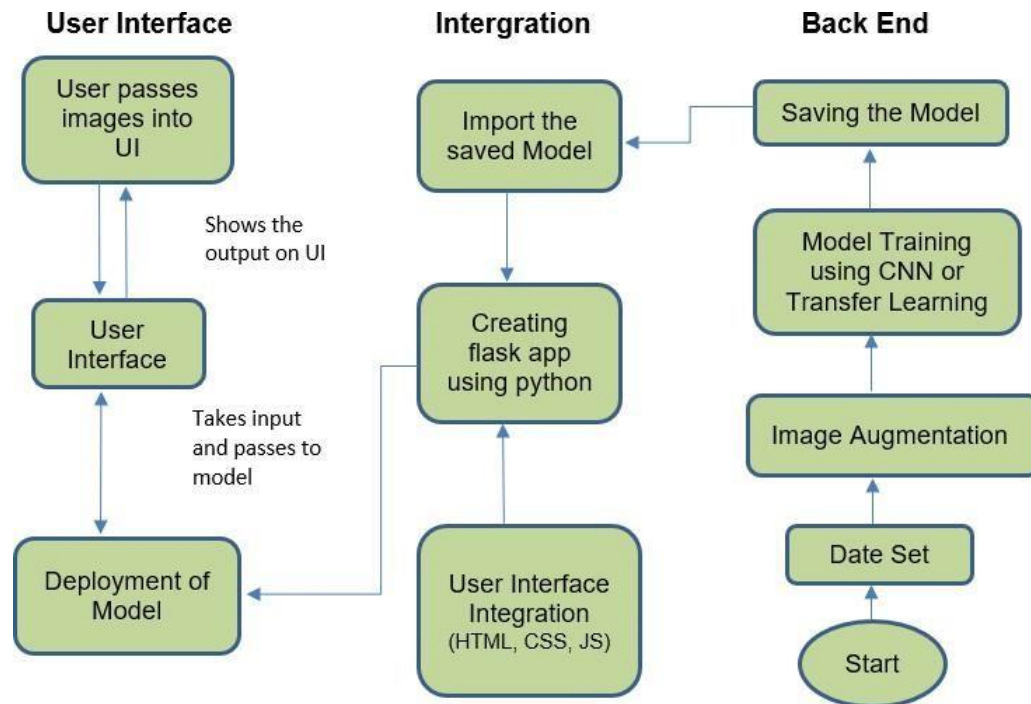 User Interface
Intergration
Back End
User passes
images into
UI
Shows the
output on UI
User
Interface
Takes input
and passes to
model
Deployment of
Model
Import the
saved Model
Creating
flask app
using python
User Interface
Integration
(HTML, CSS, JS)
Saving the Model
Model Training
using CNN or
Transfer Learning
Image Augmentation
Date Set
Start